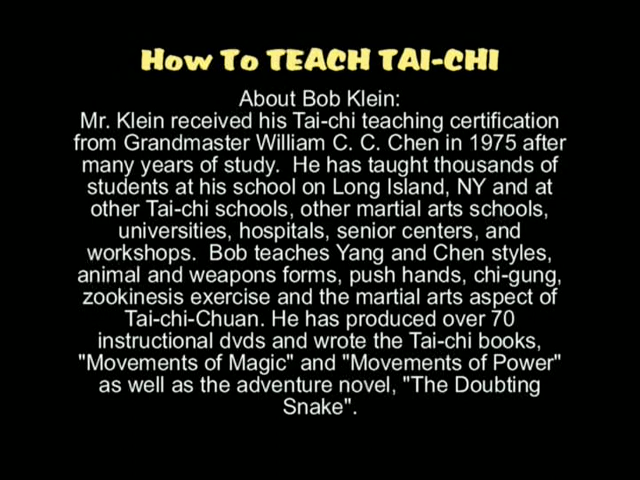 How To TEACH TAI-CHI
About Bob Klein:
Mr. Klein received his Tai-chi teaching certification
from Grandmaster William C. C. Chen in 1975 after
many years of study.  He has taught thousands of
students at his school on Long Island, NY and at
other Tai-chi schools, other martial arts schools,
universities, hospitals, senior centers, and
workshops.  Bob teaches Yang and Chen styles,
animal and weapons forms, push hands, chi-gung,
zookinesis exercise and the martial arts aspect of
Tai-chi-Chuan. He has produced over 70
instructional dvds and wrote the Tai-chi books,
"Movements of Magic" and "Movements of Power"
as well as the adventure novel, "The Doubting
Snake".